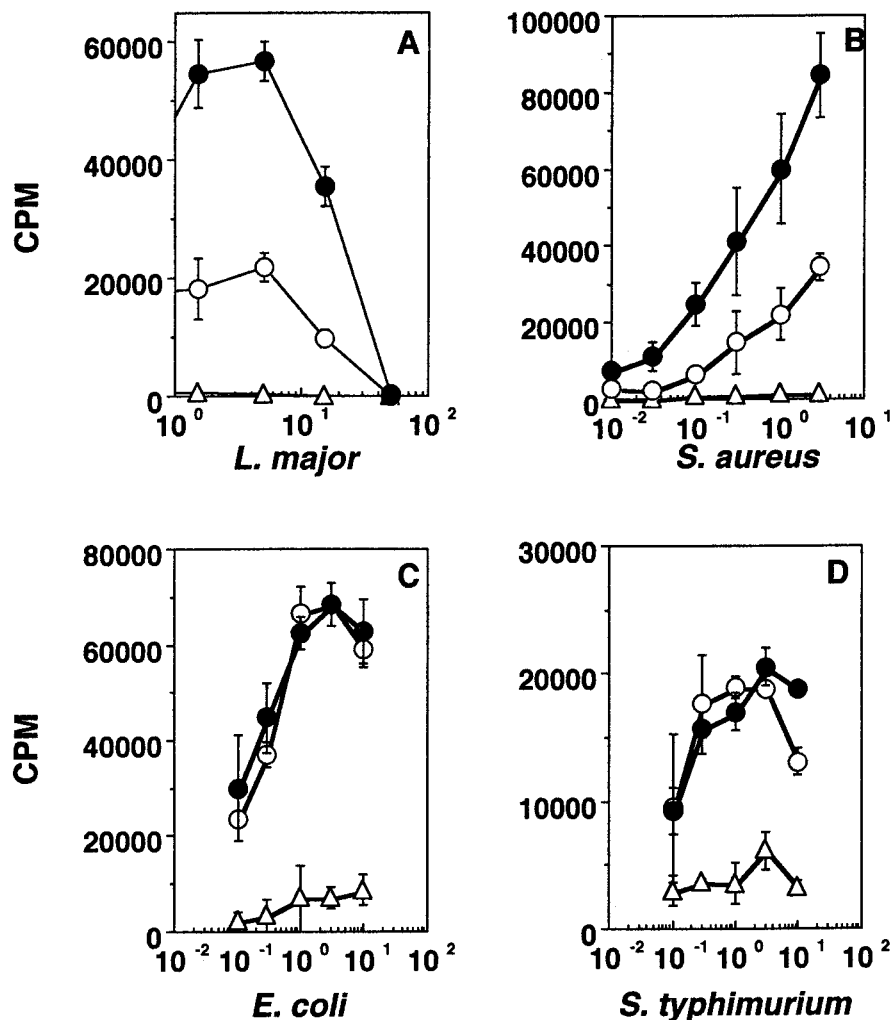 A
60000
40000
20000
0
10⁰ 10¹ 10²
L. major
CPM
B
100000
80000
60000
40000
20000
0
10⁻² 10⁻¹ 10⁰ 10¹
S. aureus
C
80000
60000
40000
20000
0
10⁻² 10⁻¹ 10⁰ 10¹ 10²
E. coli
CPM
D
30000
20000
10000
0
10⁻² 10⁻¹ 10⁰ 10¹ 10²
S. typhimurium